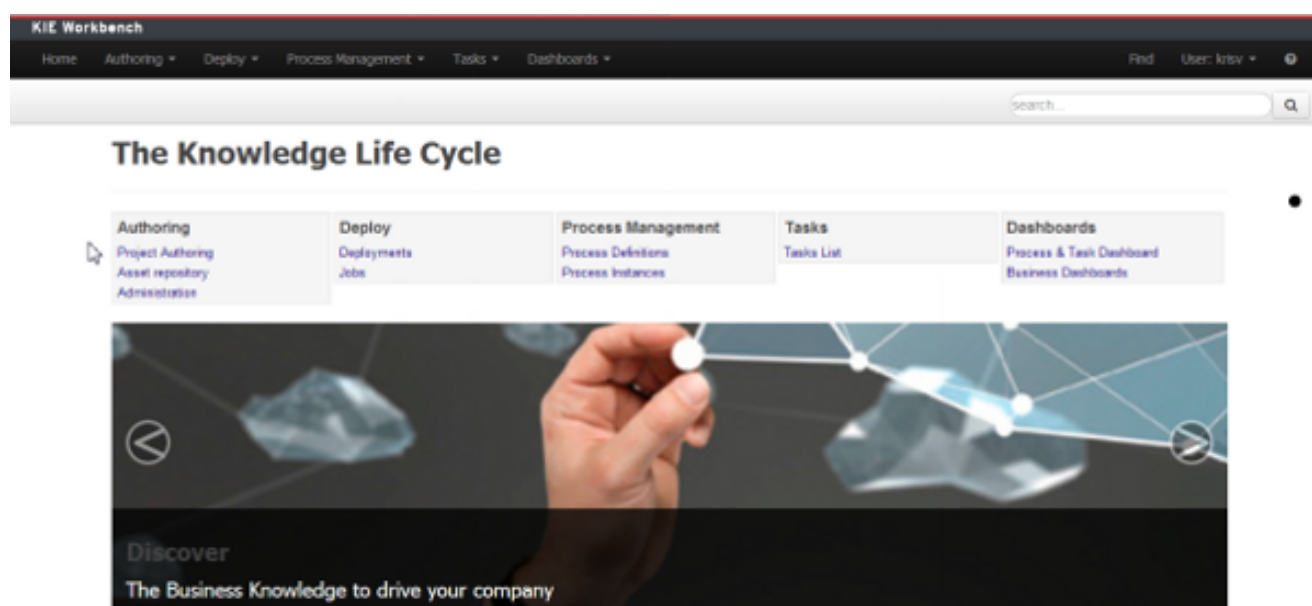 KIE Workbench
Home Authoring Deploy Process Management Tasks Dashboards Find User: krisv
search...
The Knowledge Life Cycle
Authoring Deploy Process Management Tasks Dashboards
Project Authoring Deployments Process Definitions Tasks List Process & Task Dashboard
Asset repository Jobs Process Instances Business Dashboards
Administration
Discover
The Business Knowledge to drive your company